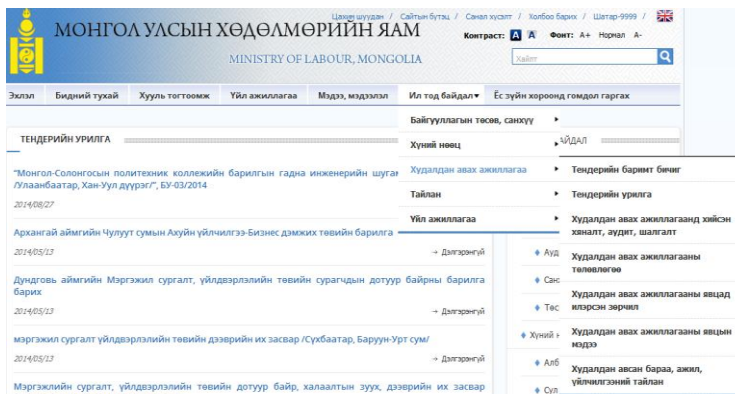 Цахим шуудан / Сайтын бүтэц / Санал хүсэлт / Холбоо барих / Шатар-9999 /
МОНГОЛ УЛСЫН ХӨДӨЛМӨРИЙН ЯАМ
Контраст: A A Фонт: A+ Нормал A-
MINISTRY OF LABOUR, MONGOLIA
Хайлт
Эхлэл Бидний тухай Хууль тогтоомж Үйл ажиллагаа Мэдээ, мэдээлэл Ил тод байдал▾ Ёс зүйн хороонд гомдол гаргах
Байгууллагын төсөв, санхүү
Хүний нөөц
Худалдан авах ажиллагаа
Тайлан
Үйл ажиллагаа
Тендерийн баримт бичиг
Тендерийн урилга
Худалдан авах ажиллагаанд хийсэн
хяналт, аудит, шалгалт
Худалдан авах ажиллагааны
төлөвлөгөө
Худалдан авах ажиллагааны явцад
илэрсэн зөрчил
Худалдан авах ажиллагааны явцын
мэдээ
Худалдан авсан бараа, ажил,
үйлчилгээний тайлан
ТЕНДЕРИЙН УРИЛГА
"Монгол-Солонгосын политехник коллежийн барилгын гадна инженерийн шугам
/Улаанбаатар, Хан-Уул дүүрэг/", БУ-03/2014
2014/08/27
Архангай аймгийн Чулуут сумын Ахуйн үйлчилгээ-Бизнес дэмжих төвийн барилга
2014/05/13 → Дэлгэрэнгүй
Дундговь аймгийн Мэргэжил сургалт, үйлдвэрлэлийн төвийн сурагчдын дотуур байрны барилга
барих
2014/05/13 → Дэлгэрэнгүй
мэргэжил сургалт үйлдвэрлэлийн төвийн дээврийн их засвар /Сүхбаатар, Баруун-Урт сум/
2014/05/13 → Дэлгэрэнгүй
Мэргэжлийн сургалт, үйлдвэрлэлийн төвийн дотуур байр, халаалтын зуух, дээврийн их засвар
АЙДАЛ
Ауд
Сан
Төс
Хүний н
Алб
Сул